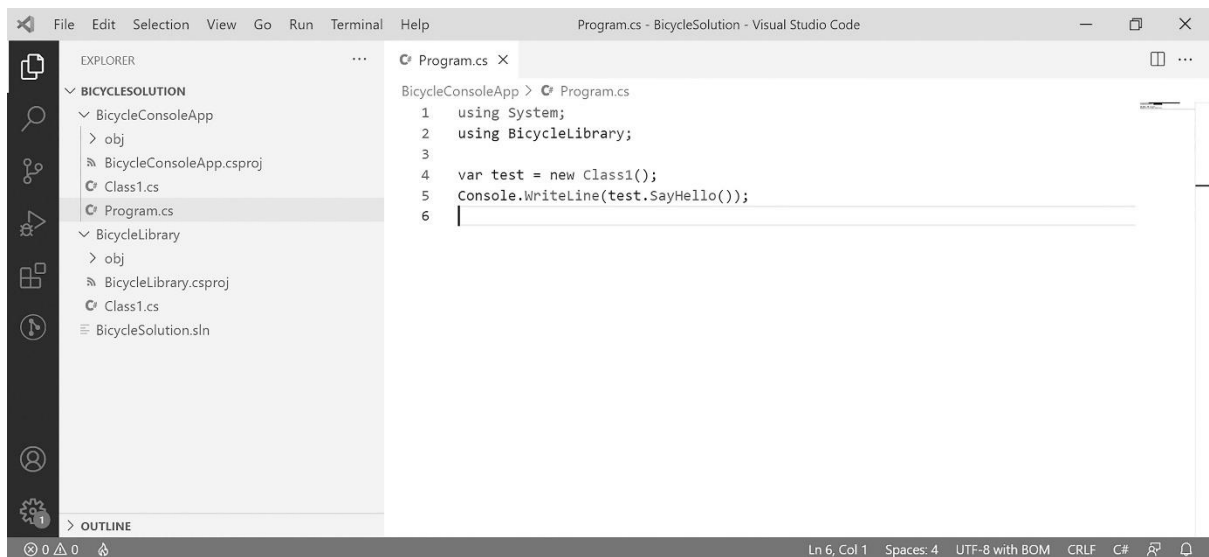 File Edit Selection View Go Run Terminal Help
Program.cs - BicycleSolution - Visual Studio Code
EXPLORER
BICYCLESOLUTION
BicycleConsoleApp
obj
BicycleConsoleApp.csproj
Class1.cs
Program.cs
BicycleLibrary
obj
BicycleLibrary.csproj
Class1.cs
BicycleSolution.sln
OUTLINE
C# Program.cs
BicycleConsoleApp > C# Program.cs
1 using System;
2 using BicycleLibrary;
3
4 var test = new Class1();
5 Console.WriteLine(test.SayHello());
6
1
0 0
Ln 6, Col 1 Spaces: 4 UTF-8 with BOM CRLF C#